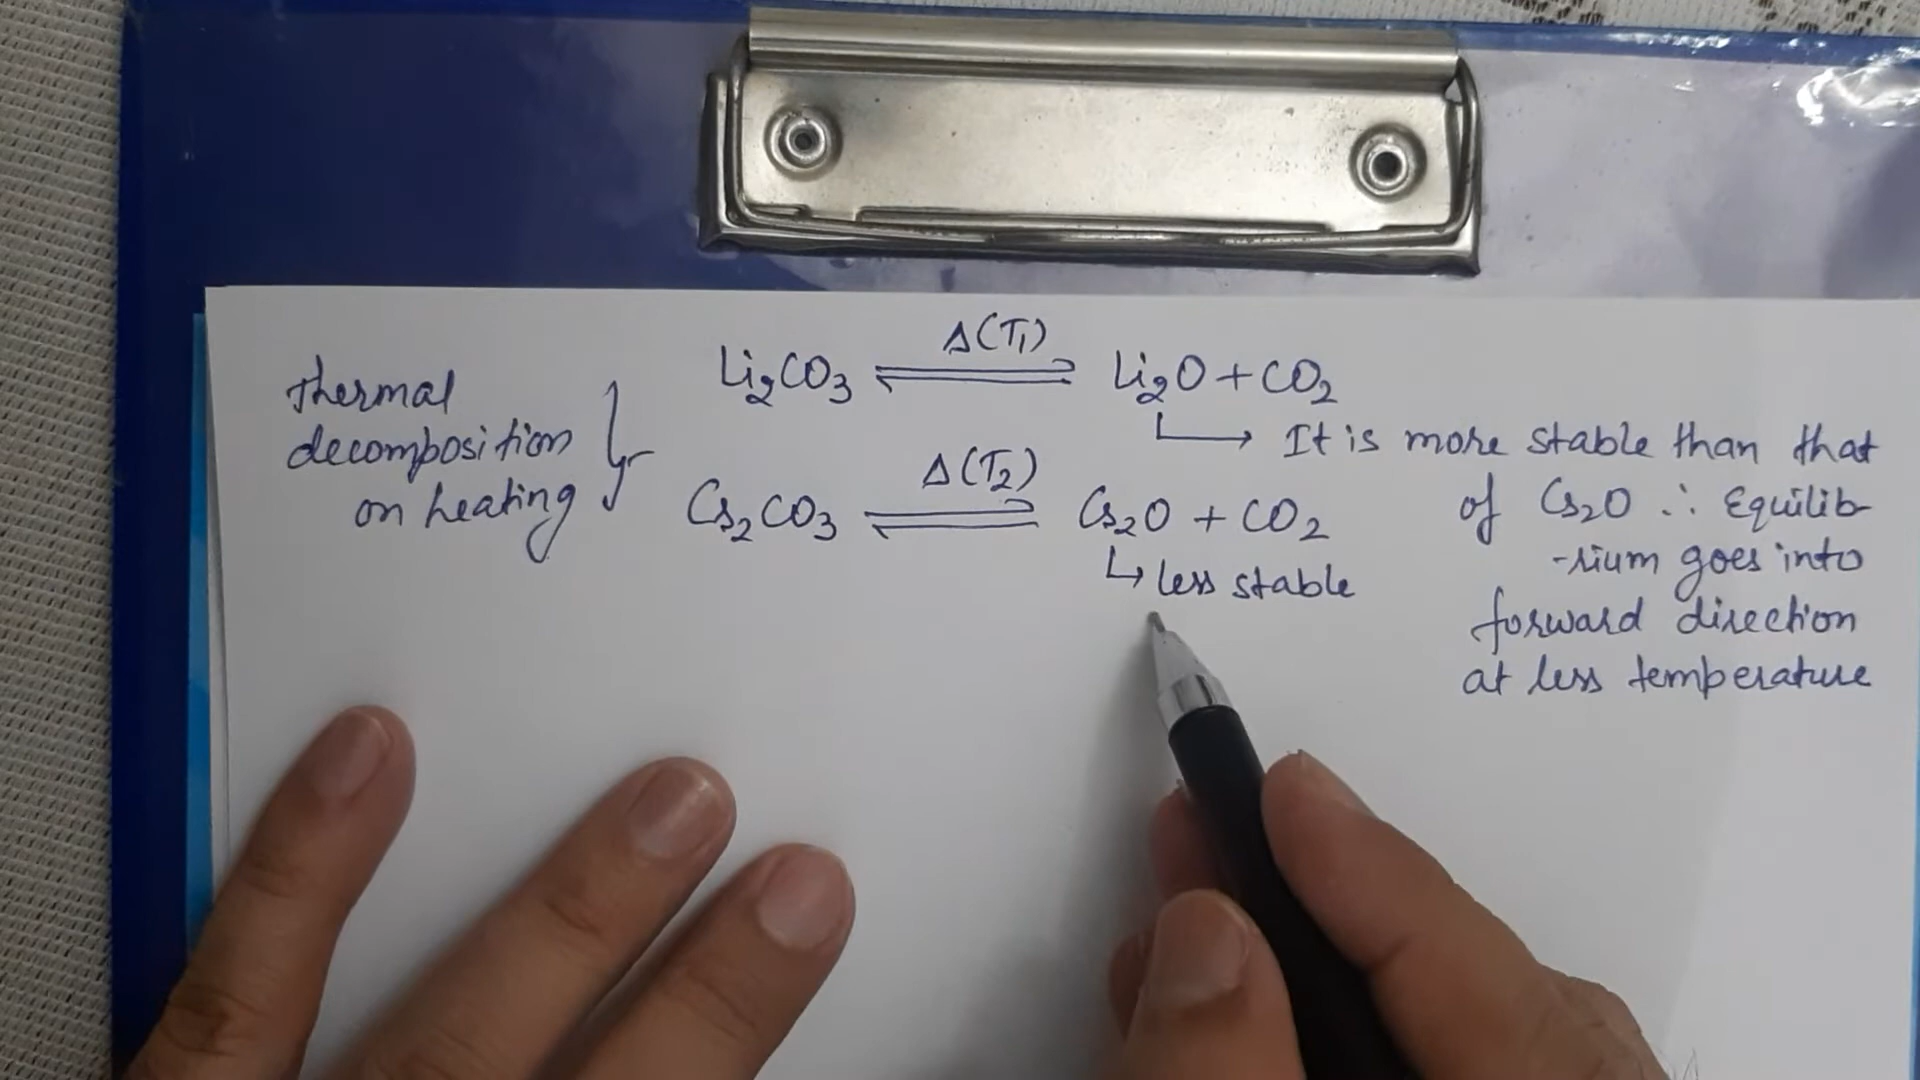 Thermal
decomposition
on heating
Li2CO3 ⇌ Δ(T1) Li2O + CO2
Cs2CO3 ⇌ Δ(T2) Cs2O + CO2
↳ less stable
↳ It is more stable than that
of Cs2O ∴ Equilib
-rium goes into
forward direction
at less temperature